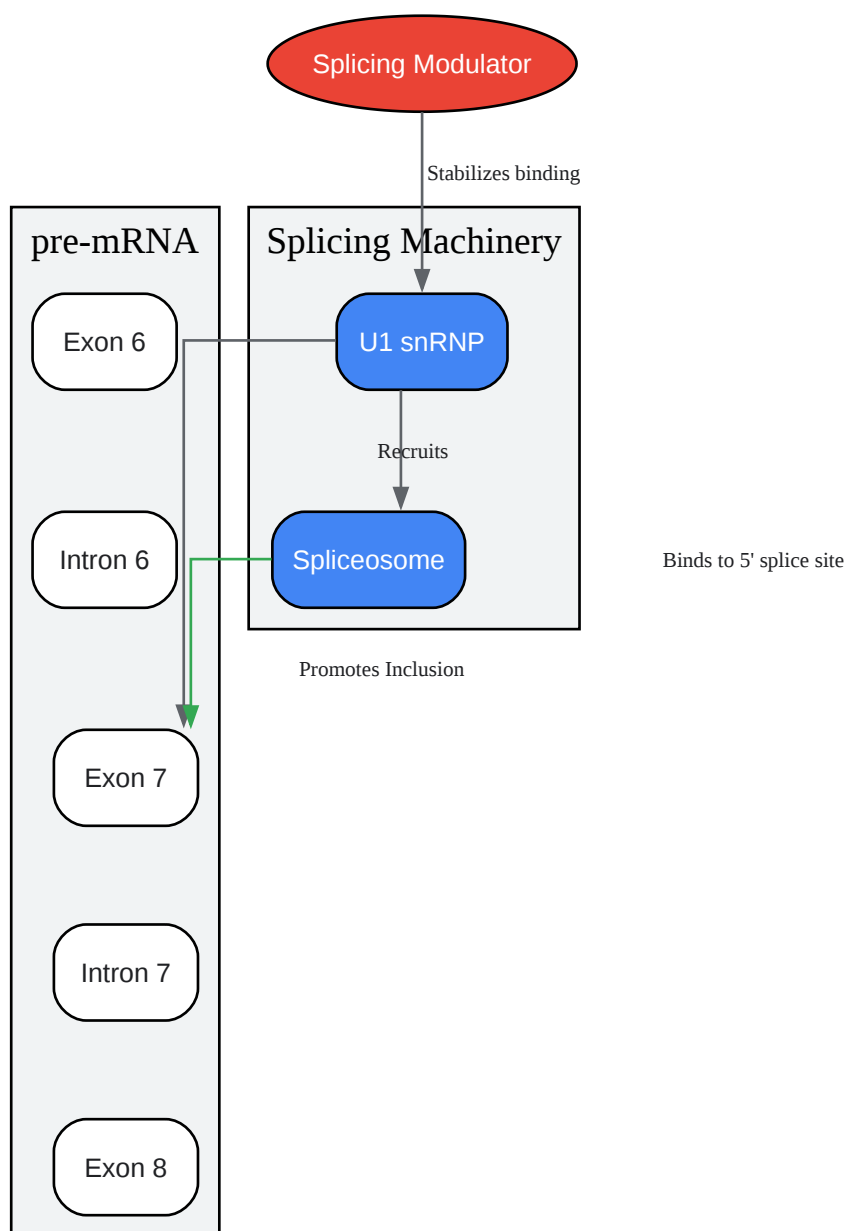 Splicing Modulator
Stabilizes binding
pre-mRNA
Splicing Machinery
Exon 6
U1 snRNP
Recruits
Intron 6
Spliceosome
Binds to 5' splice site
Promotes Inclusion
Exon 7
Intron 7
Exon 8